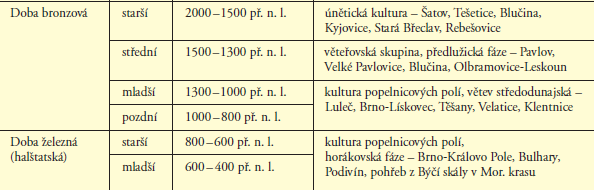 Doba bronzová starší 2000–1500 př. n. l. únětická kultura – Šatov, Tešetice, Blučina,
Kyjovice, Stará Břeclav, Rebešovice
střední 1500–1300 př. n. l. věteřovská skupina, předlužická fáze – Pavlov,
Velké Pavlovice, Blučina, Olbramovice-Leskoun
mladší 1300–1000 př. n. l. kultura popelnicových polí, větev středodunajská –
Luleč, Brno-Lískovec, Těšany, Velatice, Klentnice
pozdní 1000–800 př. n. l.
Doba železná starší 800–600 př. n. l. kultura popelnicových polí,
(halštatská) horákovská fáze – Brno-Královo Pole, Bulhary,
mladší 600–400 př. n. l. Podivín, pohřeb z Býčí skály v Mor. krasu